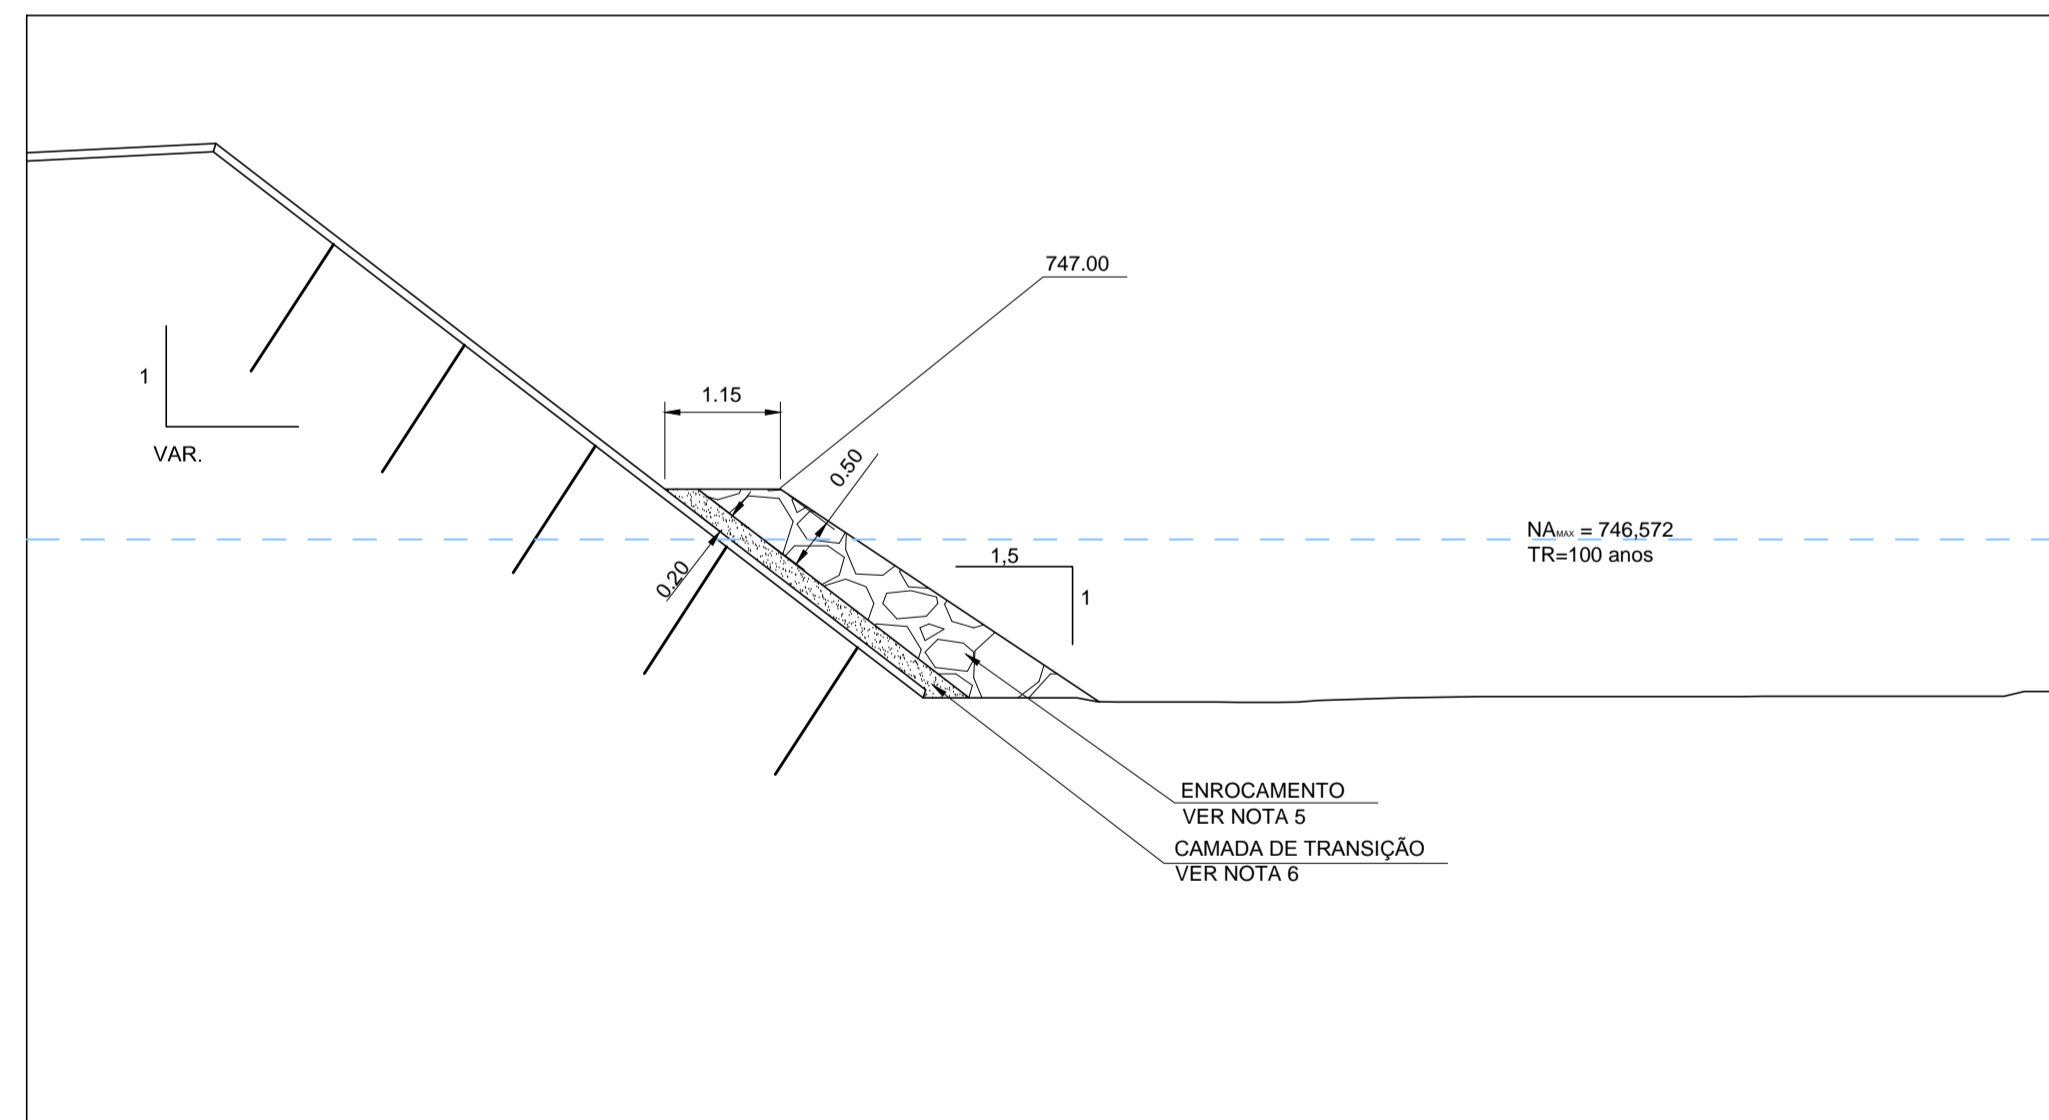 747.00
1
1.15
VAR.
0.50
NAMAX = 746,572
TR=100 anos
1,5
0.20
1
ENROCAMENTO
VER NOTA 5
CAMADA DE TRANSIÇÃO
VER NOTA 6